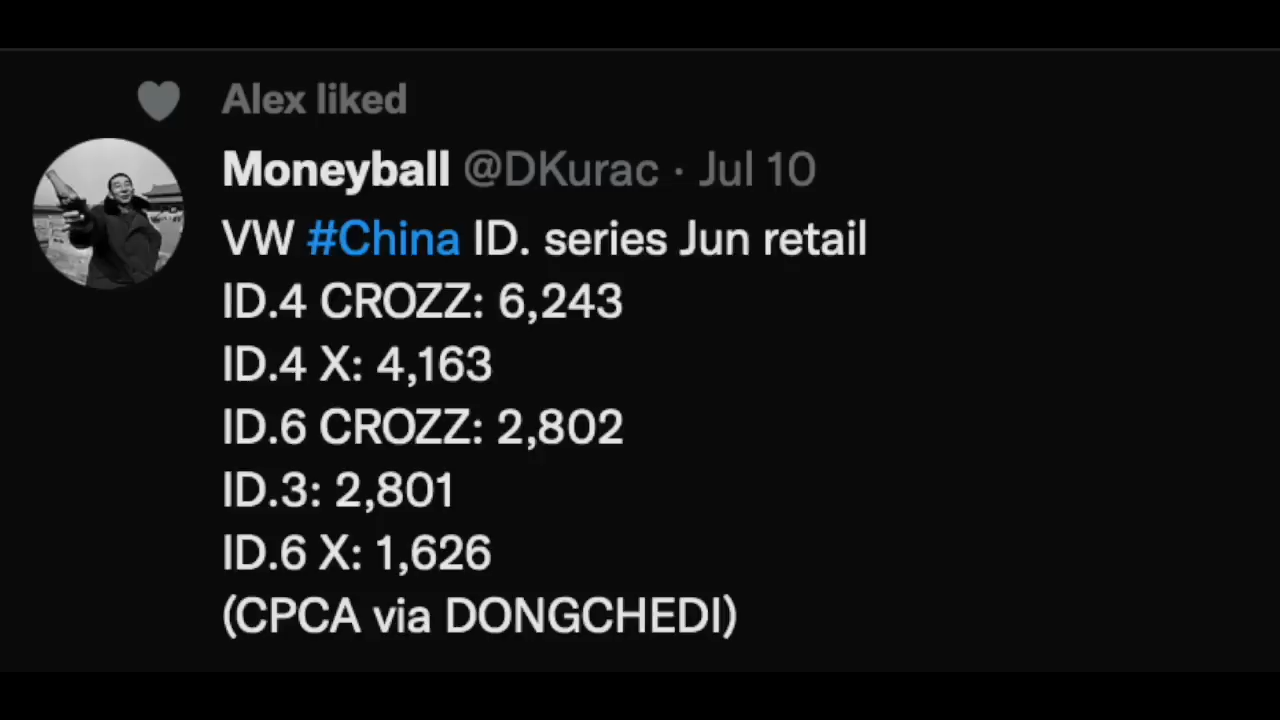 Alex liked
Moneyball @DKurac · Jul 10
VW #China ID. series Jun retail
ID.4 CROZZ: 6,243
ID.4 X: 4,163
ID.6 CROZZ: 2,802
ID.3: 2,801
ID.6 X: 1,626
(CPCA via DONGCHEDI)